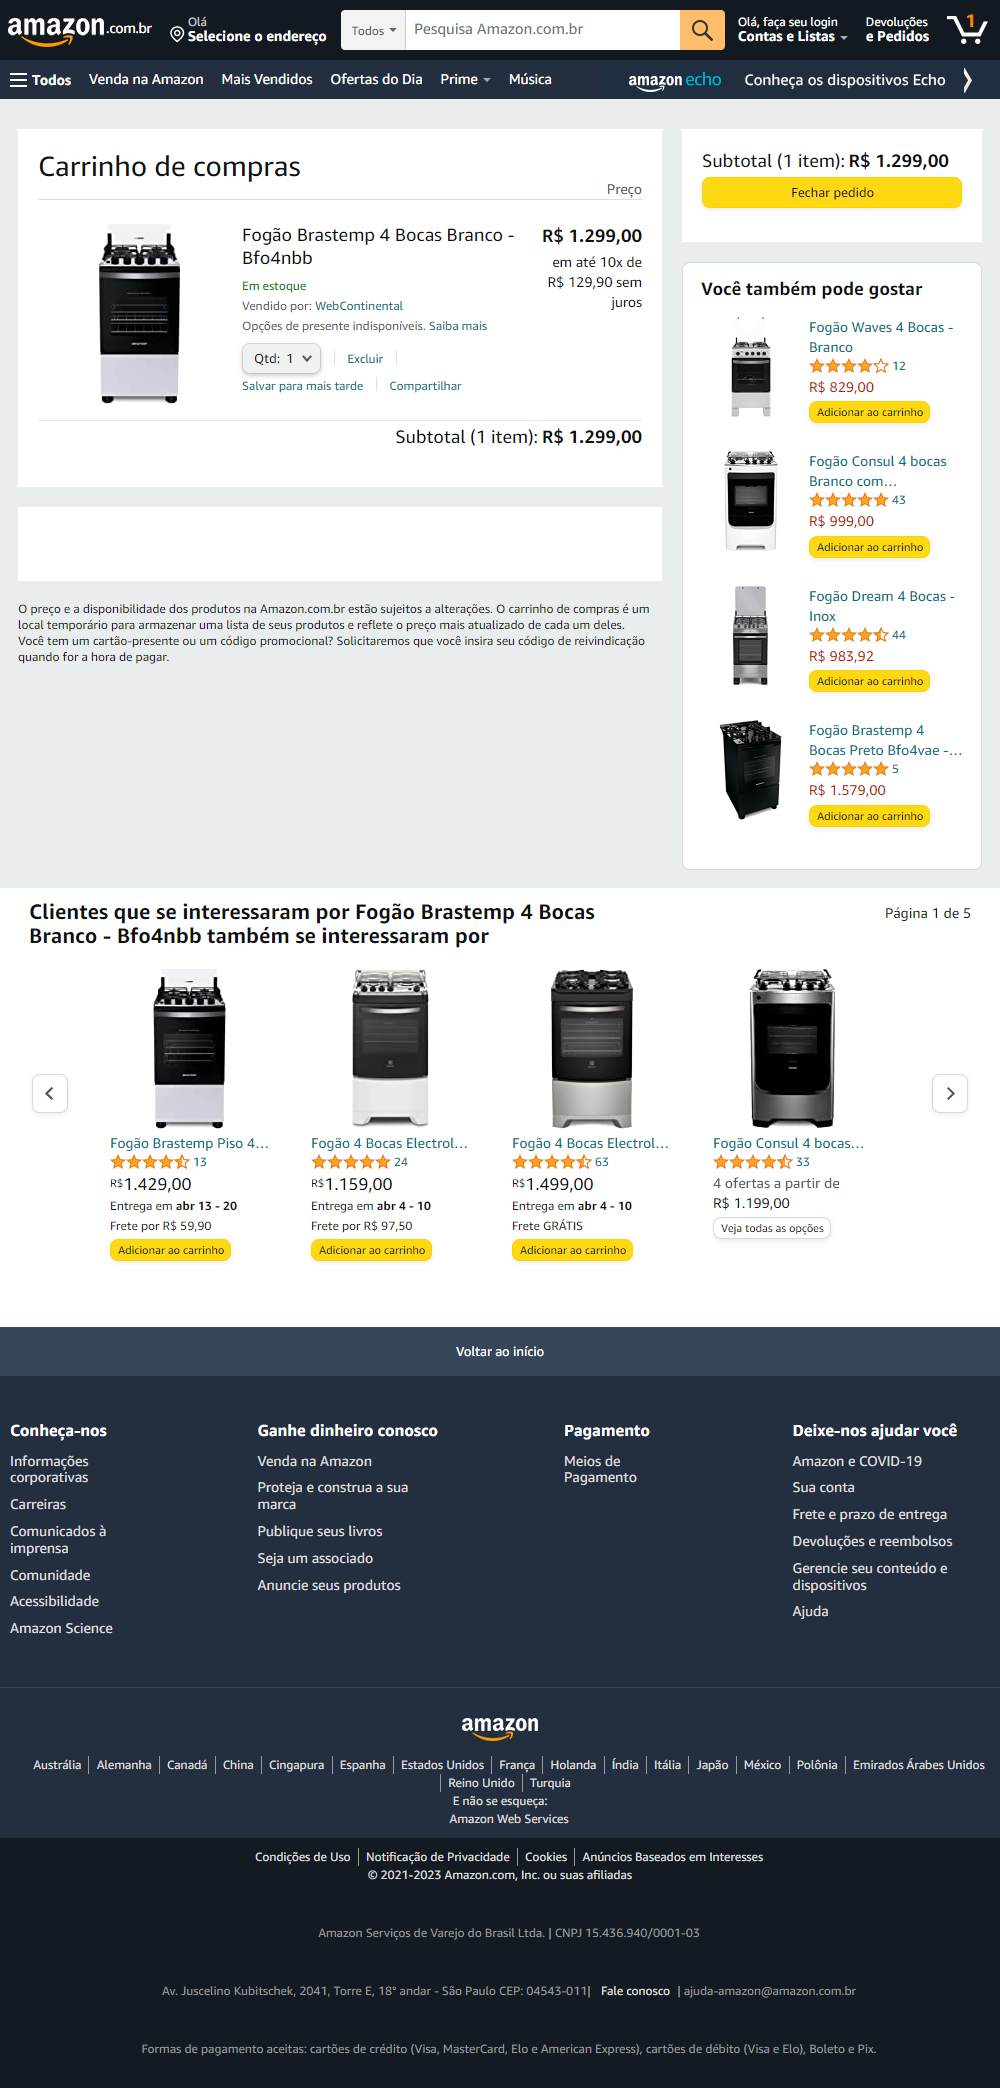 amazon.com.br
Olá
Selecione o endereço
Todos
Pesquisa Amazon.com.br
Olá, faça seu login
Contas e Listas
Devoluções
e Pedidos
1
Todos
Venda na Amazon
Mais Vendidos
Ofertas do Dia
Prime
Música
amazon echo
Conheça os dispositivos Echo
Carrinho de compras
Preço
Fogão Brastemp 4 Bocas Branco -
Bfo4nbb
R$ 1.299,00
em até 10x de
R$ 129,90 sem
juros
Em estoque
Vendido por: WebContinental
Opções de presente indisponíveis. Saiba mais
Qtd: 1
Excluir
Salvar para mais tarde
Compartilhar
Subtotal (1 item): R$ 1.299,00
O preço e a disponibilidade dos produtos na Amazon.com.br estão sujeitos a alterações. O carrinho de compras é um
local temporário para armazenar uma lista de seus produtos e reflete o preço mais atualizado de cada um deles.
Você tem um cartão-presente ou um código promocional? Solicitaremos que você insira seu código de reivindicação
quando for a hora de pagar.
Subtotal (1 item): R$ 1.299,00
Fechar pedido
Você também pode gostar
Fogão Waves 4 Bocas -
Branco
12
R$ 829,00
Adicionar ao carrinho
Fogão Consul 4 bocas
Branco com…
43
R$ 999,00
Adicionar ao carrinho
Fogão Dream 4 Bocas -
Inox
44
R$ 983,92
Adicionar ao carrinho
Fogão Brastemp 4
Bocas Preto Bfo4vae -…
5
R$ 1.579,00
Adicionar ao carrinho
Clientes que se interessaram por Fogão Brastemp 4 Bocas
Branco - Bfo4nbb também se interessaram por
Página 1 de 5
Fogão Brastemp Piso 4…
13
R$1.429,00
Entrega em abr 13 - 20
Frete por R$ 59,90
Adicionar ao carrinho
Fogão 4 Bocas Electrol…
24
R$1.159,00
Entrega em abr 4 - 10
Frete por R$ 97,50
Adicionar ao carrinho
Fogão 4 Bocas Electrol…
63
R$1.499,00
Entrega em abr 4 - 10
Frete GRÁTIS
Adicionar ao carrinho
Fogão Consul 4 bocas…
33
4 ofertas a partir de
R$ 1.199,00
Veja todas as opções
Voltar ao início
Conheça-nos
Informações
corporativas
Carreiras
Comunicados à
imprensa
Comunidade
Acessibilidade
Amazon Science
Ganhe dinheiro conosco
Venda na Amazon
Proteja e construa a sua
marca
Publique seus livros
Seja um associado
Anuncie seus produtos
Pagamento
Meios de
Pagamento
Deixe-nos ajudar você
Amazon e COVID-19
Sua conta
Frete e prazo de entrega
Devoluções e reembolsos
Gerencie seu conteúdo e
dispositivos
Ajuda
amazon
Austrália Alemanha Canadá China Cingapura Espanha Estados Unidos França Holanda Índia Itália Japão México Polônia Emirados Árabes Unidos
Reino Unido Turquia
E não se esqueça:
Amazon Web Services
Condições de Uso Notificação de Privacidade Cookies Anúncios Baseados em Interesses
© 2021-2023 Amazon.com, Inc. ou suas afiliadas
Amazon Serviços de Varejo do Brasil Ltda. | CNPJ 15.436.940/0001-03
Av. Juscelino Kubitschek, 2041, Torre E, 18° andar - São Paulo CEP: 04543-011| Fale conosco | ajuda-amazon@amazon.com.br
Formas de pagamento aceitas: cartões de crédito (Visa, MasterCard, Elo e American Express), cartões de débito (Visa e Elo), Boleto e Pix.